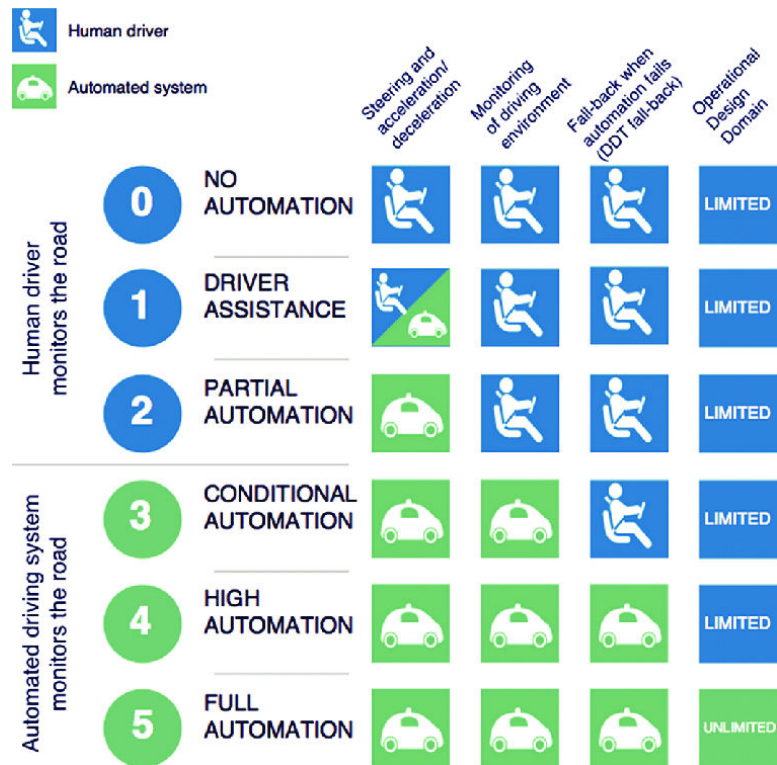 Human driver
Automated system
Steering and
acceleration/
deceleration
Monitoring
of driving
environment
Fall-back when
automation fails
(DDT fall-back)
Operational
Design
Domain
Human driver
monitors the road
0
NO
AUTOMATION
LIMITED
1
DRIVER
ASSISTANCE
LIMITED
2
PARTIAL
AUTOMATION
LIMITED
Automated driving system
monitors the road
3
CONDITIONAL
AUTOMATION
LIMITED
4
HIGH
AUTOMATION
LIMITED
5
FULL
AUTOMATION
UNLIMITED